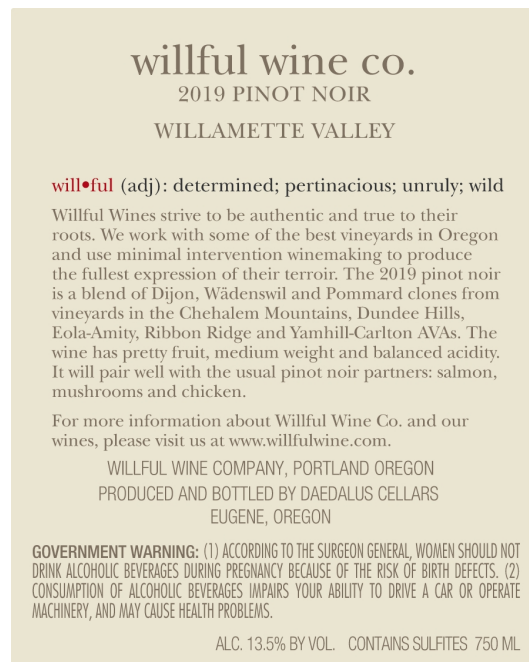 willful wine co.
2019 PINOT NOIR
WILLAMETTE VALLEY
will•ful (adj): determined; pertinacious; unruly; wild
Willful Wines strive to be authentic and true to their
roots. We work with some of the best vineyards in Oregon
and use minimal intervention winemaking to produce
the fullest expression of their terroir. The 2019 pinot noir
is a blend of Dijon, Wädenswil and Pommard clones from
vineyards in the Chehalem Mountains, Dundee Hills,
Eola-Amity, Ribbon Ridge and Yamhill-Carlton AVAs. The
wine has pretty fruit, medium weight and balanced acidity.
It will pair well with the usual pinot noir partners: salmon,
mushrooms and chicken.
For more information about Willful Wine Co. and our
wines, please visit us at www.willfulwine.com.
WILLFUL WINE COMPANY, PORTLAND OREGON
PRODUCED AND BOTTLED BY DAEDALUS CELLARS
EUGENE, OREGON
GOVERNMENT WARNING: (1) ACCORDING TO THE SURGEON GENERAL, WOMEN SHOULD NOT
DRINK ALCOHOLIC BEVERAGES DURING PREGNANCY BECAUSE OF THE RISK OF BIRTH DEFECTS. (2)
CONSUMPTION OF ALCOHOLIC BEVERAGES IMPAIRS YOUR ABILITY TO DRIVE A CAR OR OPERATE
MACHINERY, AND MAY CAUSE HEALTH PROBLEMS.
ALC. 13.5% BY VOL. CONTAINS SULFITES 750 ML